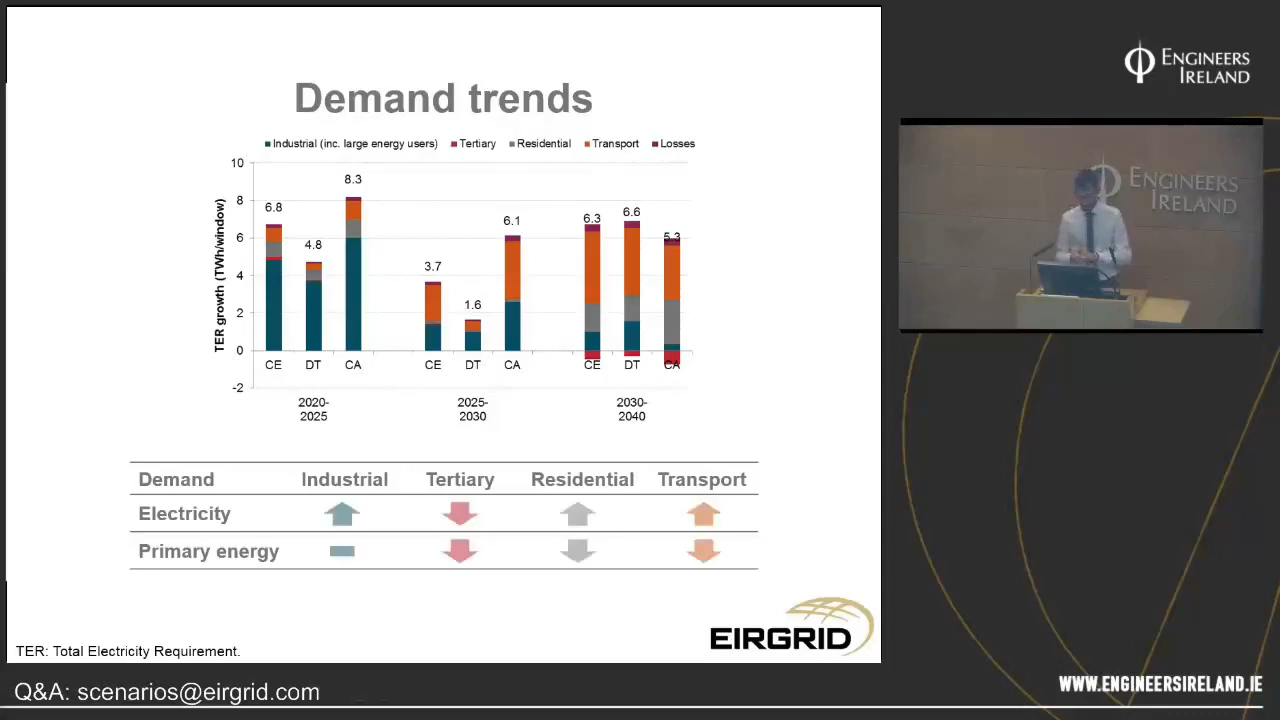 ENGINEERS
IRELAND
Demand trends
Industrial (inc. large energy users) Tertiary Residential Transport Losses
TER growth (TWh/window)
10
8
6
4
2
0
-2
6.8
4.8
8.3
3.7
1.6
6.1
6.3
6.6
5.3
CE DT CA CE DT CA CE DT CA
2020-
2025
2025-
2030
2030-
2040
ENGINEERS
IRELAND
Demand Industrial Tertiary Residential Transport
Electricity
Primary energy
EIRGRID
TER: Total Electricity Requirement.
Q&A: scenarios@eirgrid.com
WWW.ENGINEERSIRELAND.IE